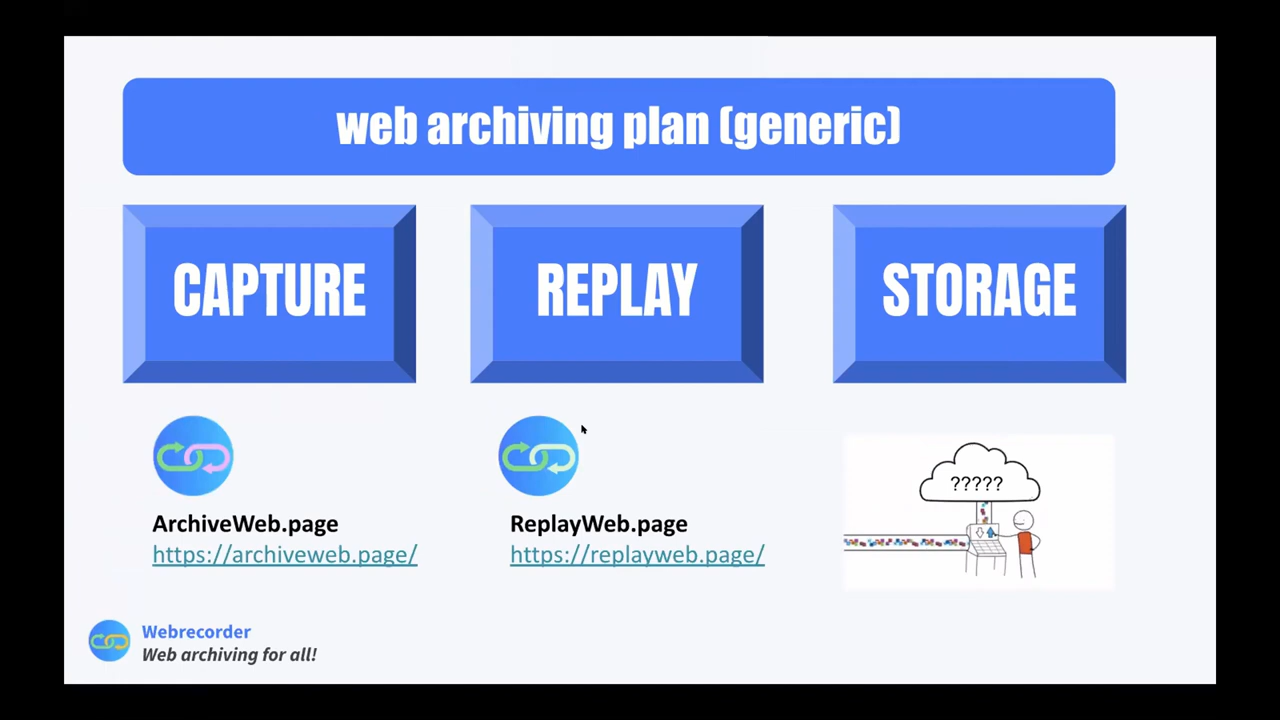 web archiving plan (generic)
CAPTURE
REPLAY
STORAGE
ArchiveWeb.page
https://archiveweb.page/
ReplayWeb.page
https://replayweb.page/
?????
Webrecorder
Web archiving for all!